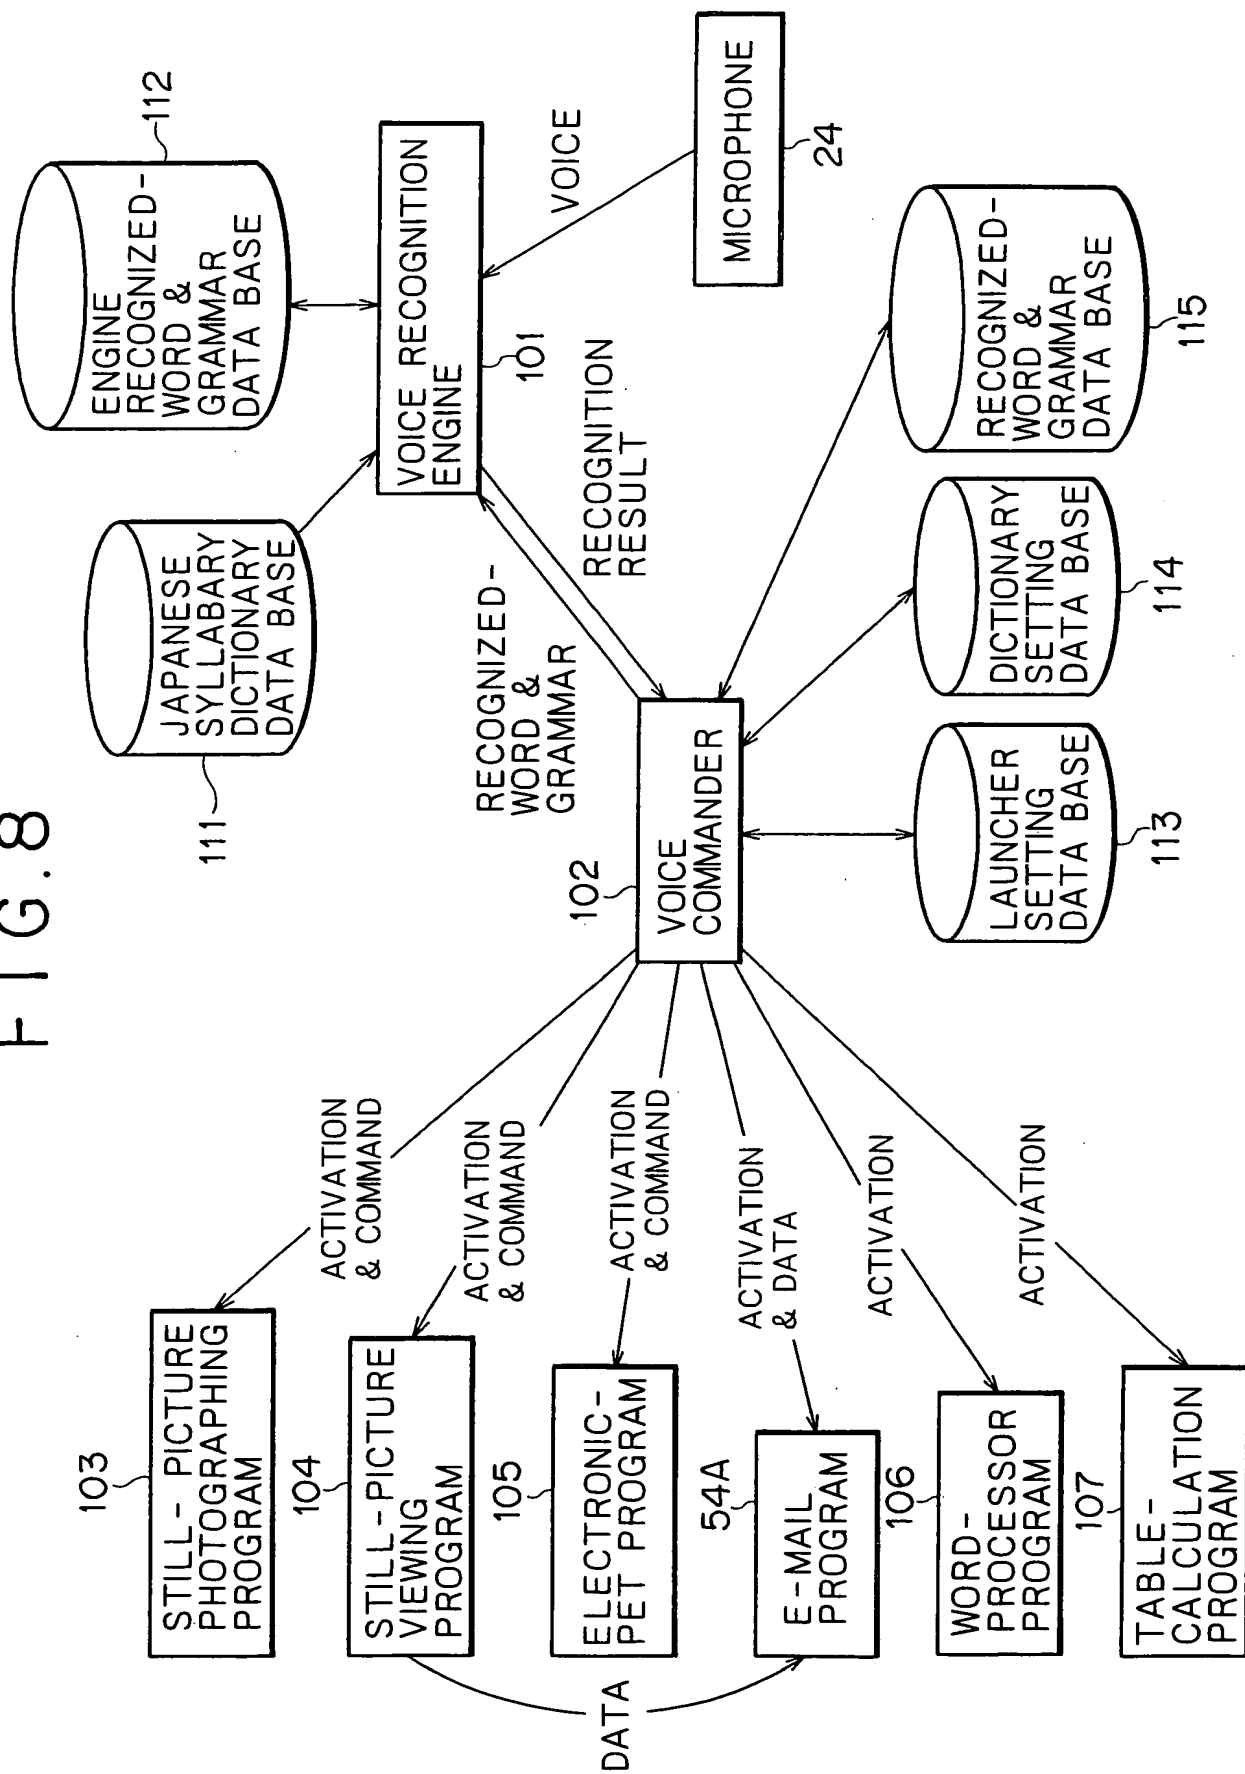 FIG.8
ENGINE
RECOGNIZED-
WORD &
GRAMMAR
DATA BASE
112
JAPANESE
SYLLABARY
DICTIONARY
DATA BASE
111
VOICE RECOGNITION
ENGINE
101
VOICE
MICROPHONE
24
RECOGNIZED-
WORD &
GRAMMAR
RECOGNITION
RESULT
102
VOICE
COMMANDER
LAUNCHER
SETTING
DATA BASE
113
DICTIONARY
SETTING
DATA BASE
114
RECOGNIZED-
WORD &
GRAMMAR
DATA BASE
115
ACTIVATION
& COMMAND
ACTIVATION
& COMMAND
ACTIVATION
& COMMAND
ACTIVATION
& DATA
ACTIVATION
ACTIVATION
103
STILL-PICTURE
PHOTOGRAPHING
PROGRAM
104
STILL-PICTURE
VIEWING
PROGRAM
105
ELECTRONIC-
PET PROGRAM
54A
E-MAIL
PROGRAM
106
WORD-
PROCESSOR
PROGRAM
107
TABLE-
CALCULATION
PROGRAM
DATA